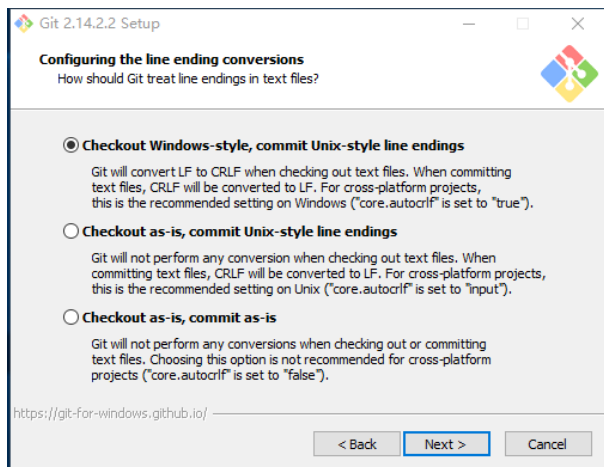 Git 2.14.2.2 Setup
Configuring the line ending conversions
How should Git treat line endings in text files?
Checkout Windows-style, commit Unix-style line endings
Git will convert LF to CRLF when checking out text files. When committing
text files, CRLF will be converted to LF. For cross-platform projects,
this is the recommended setting on Windows ("core.autocrlf" is set to "true").
Checkout as-is, commit Unix-style line endings
Git will not perform any conversion when checking out text files. When
committing text files, CRLF will be converted to LF. For cross-platform projects,
this is the recommended setting on Unix ("core.autocrlf" is set to "input").
Checkout as-is, commit as-is
Git will not perform any conversions when checking out or committing
text files. Choosing this option is not recommended for cross-platform
projects ("core.autocrlf" is set to "false").
https://git-for-windows.github.io/
< Back Next > Cancel